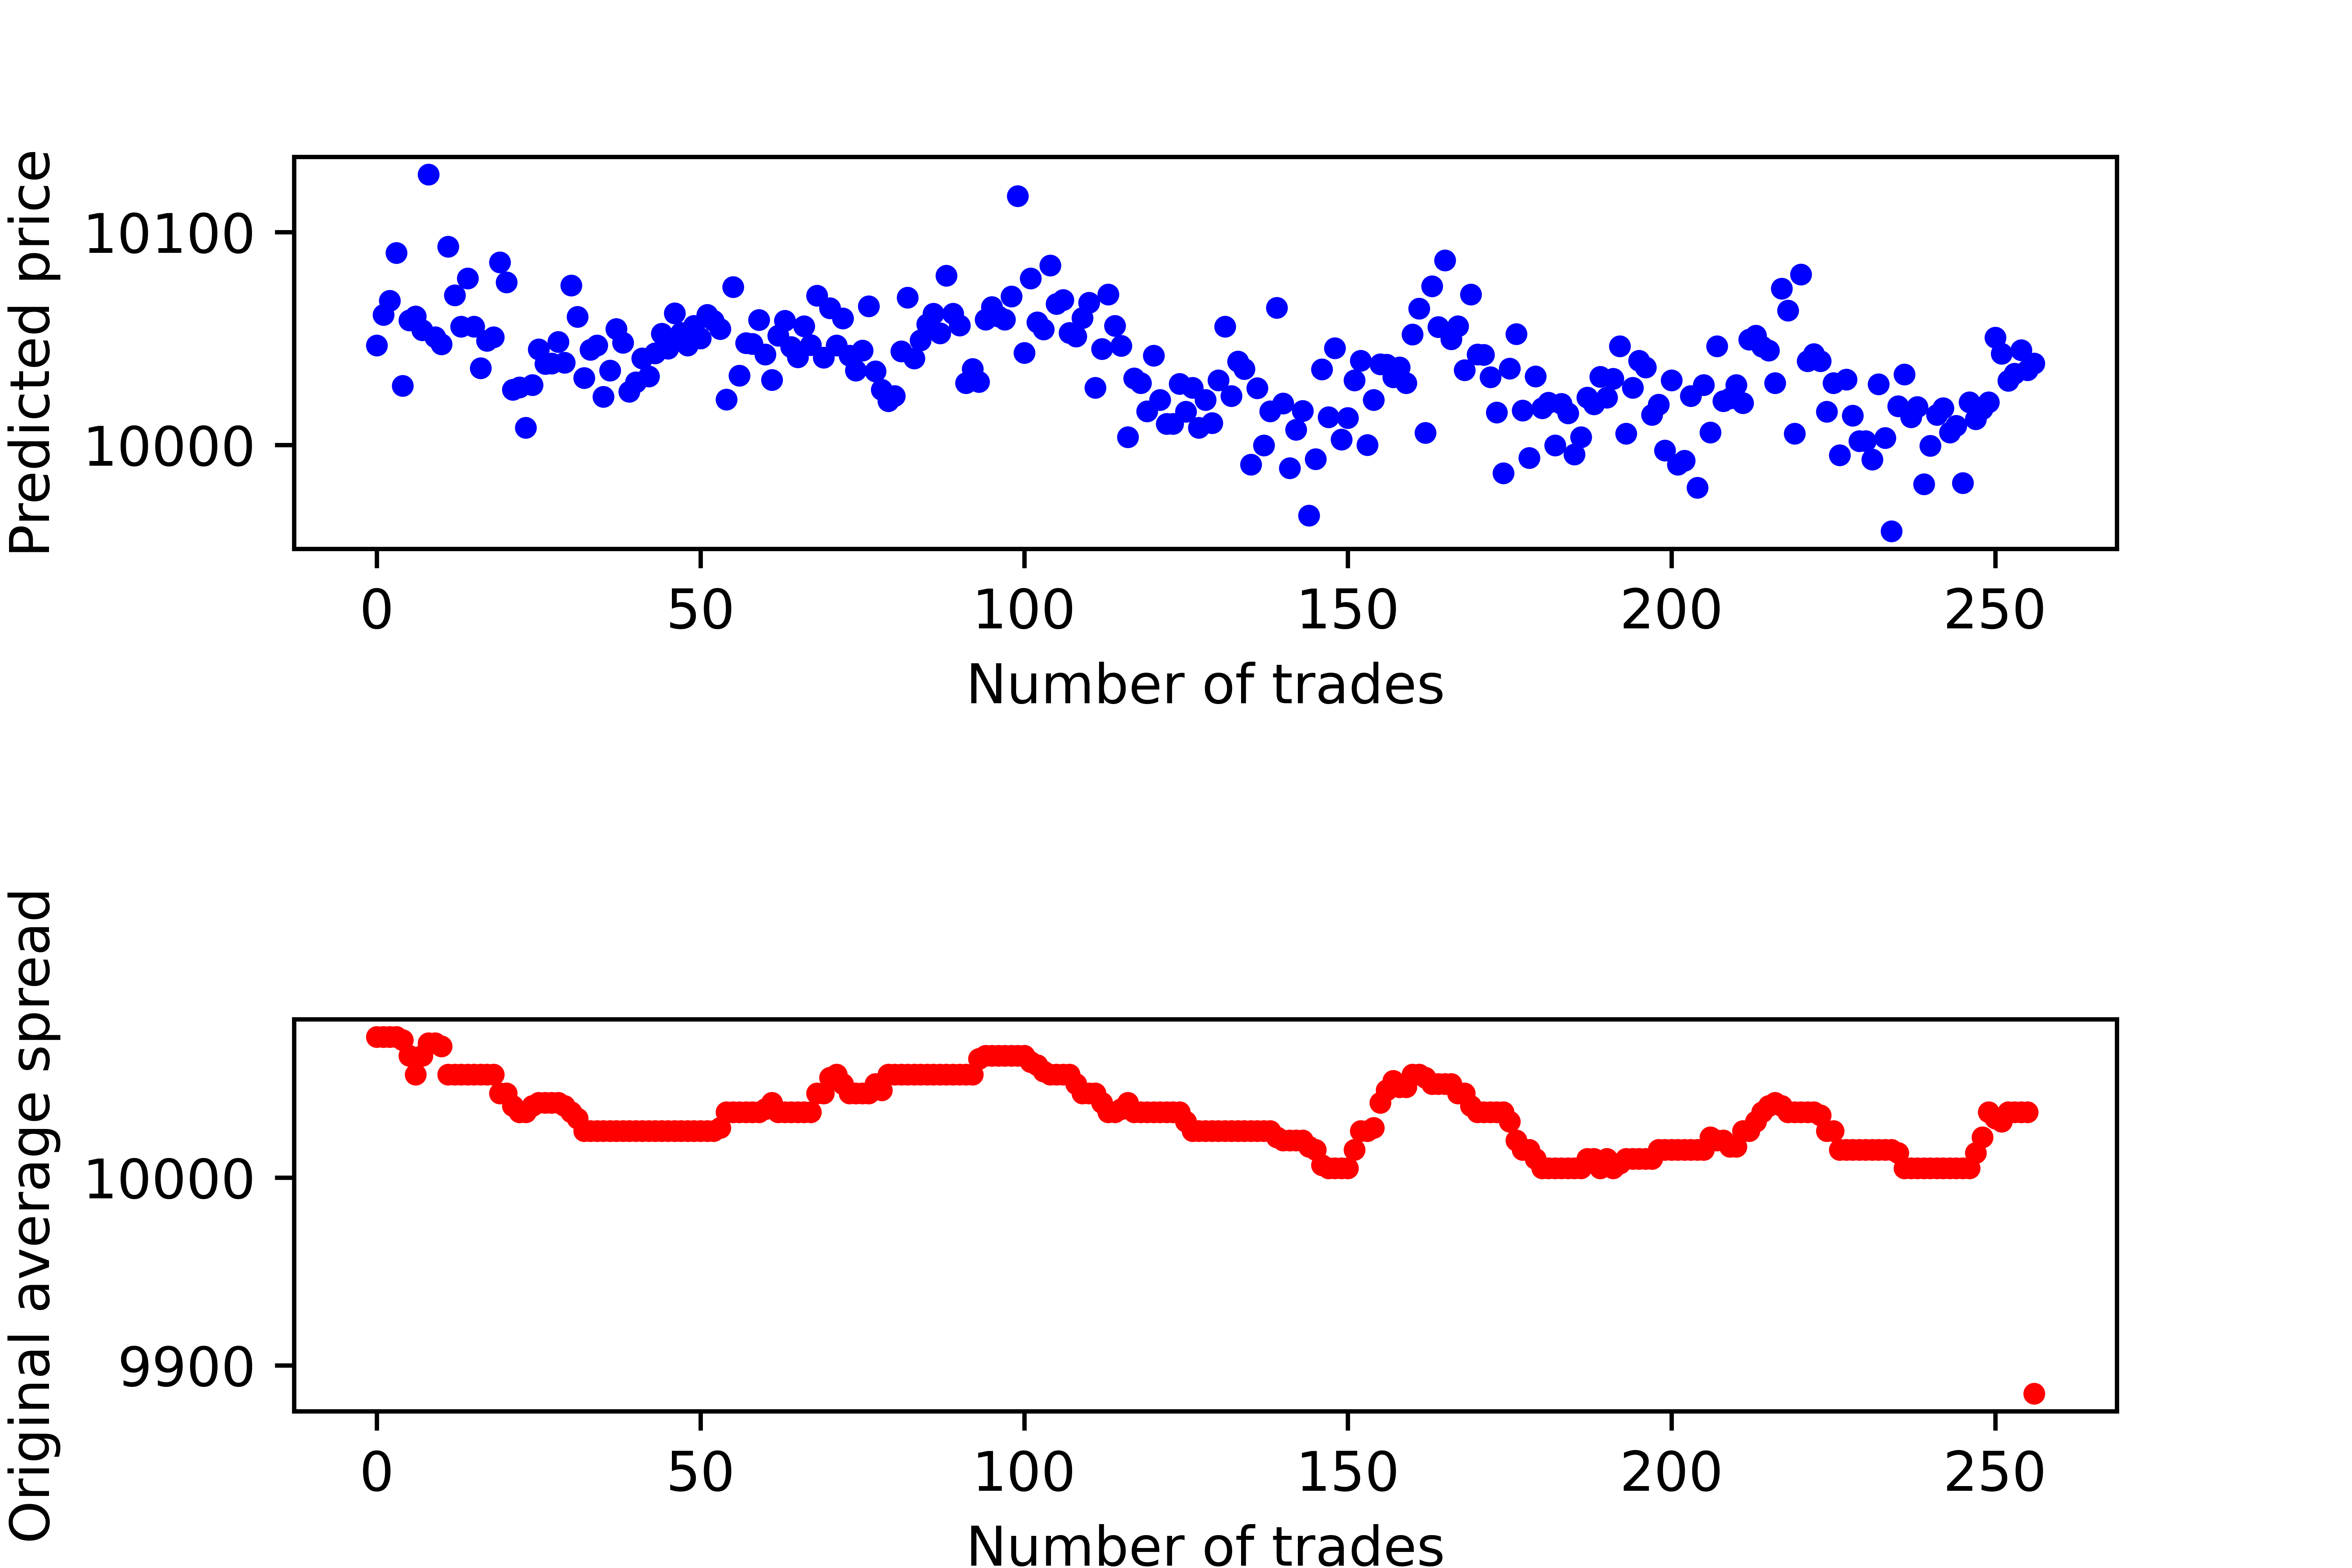 Predicted price
10100
10000
0 50 100 150 200 250
Number of trades
Original average spread
10000
9900
0 50 100 150 200 250
Number of trades